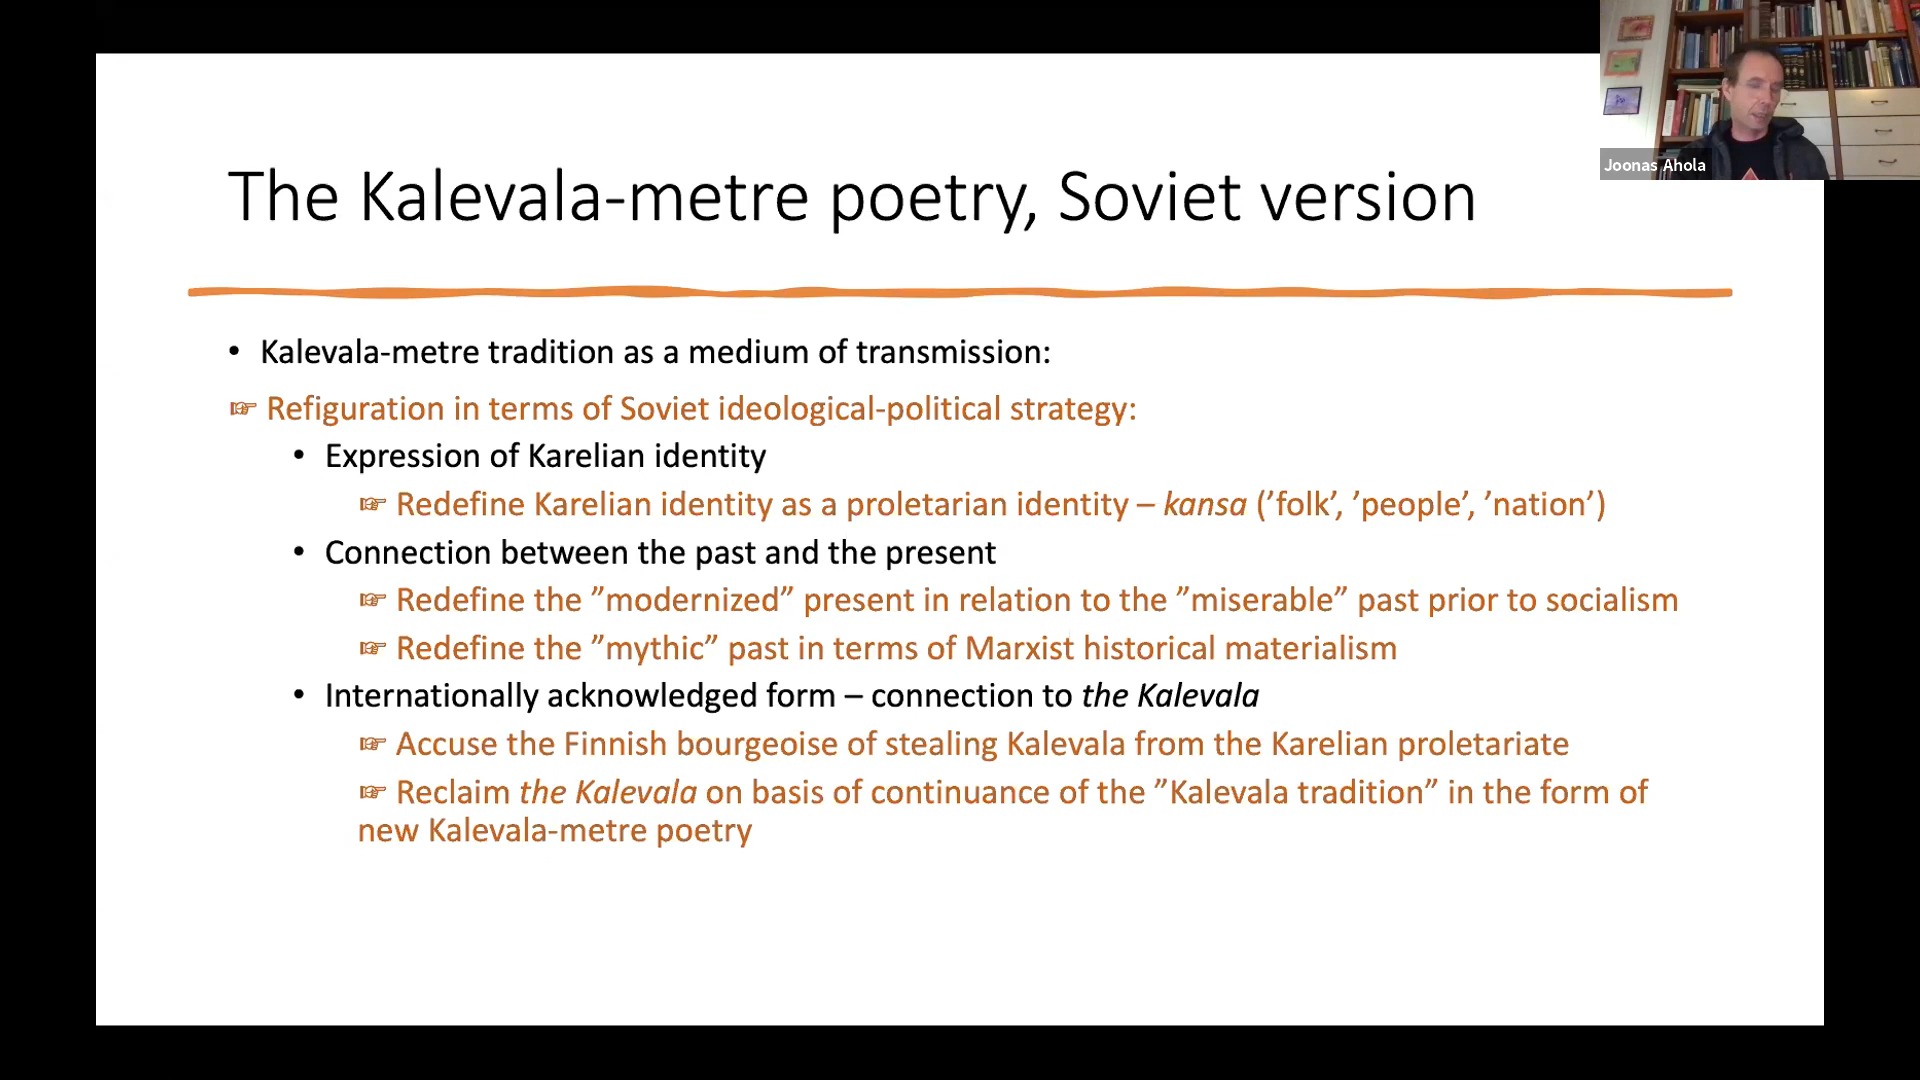 Joonas Ahola
The Kalevala-metre poetry, Soviet version
• Kalevala-metre tradition as a medium of transmission:
☞ Refiguration in terms of Soviet ideological-political strategy:
• Expression of Karelian identity
☞ Redefine Karelian identity as a proletarian identity – kansa (’folk’, ’people’, ’nation’)
• Connection between the past and the present
☞ Redefine the ”modernized” present in relation to the ”miserable” past prior to socialism
☞ Redefine the ”mythic” past in terms of Marxist historical materialism
• Internationally acknowledged form – connection to the Kalevala
☞ Accuse the Finnish bourgeoise of stealing Kalevala from the Karelian proletariate
☞ Reclaim the Kalevala on basis of continuance of the ”Kalevala tradition” in the form of
new Kalevala-metre poetry